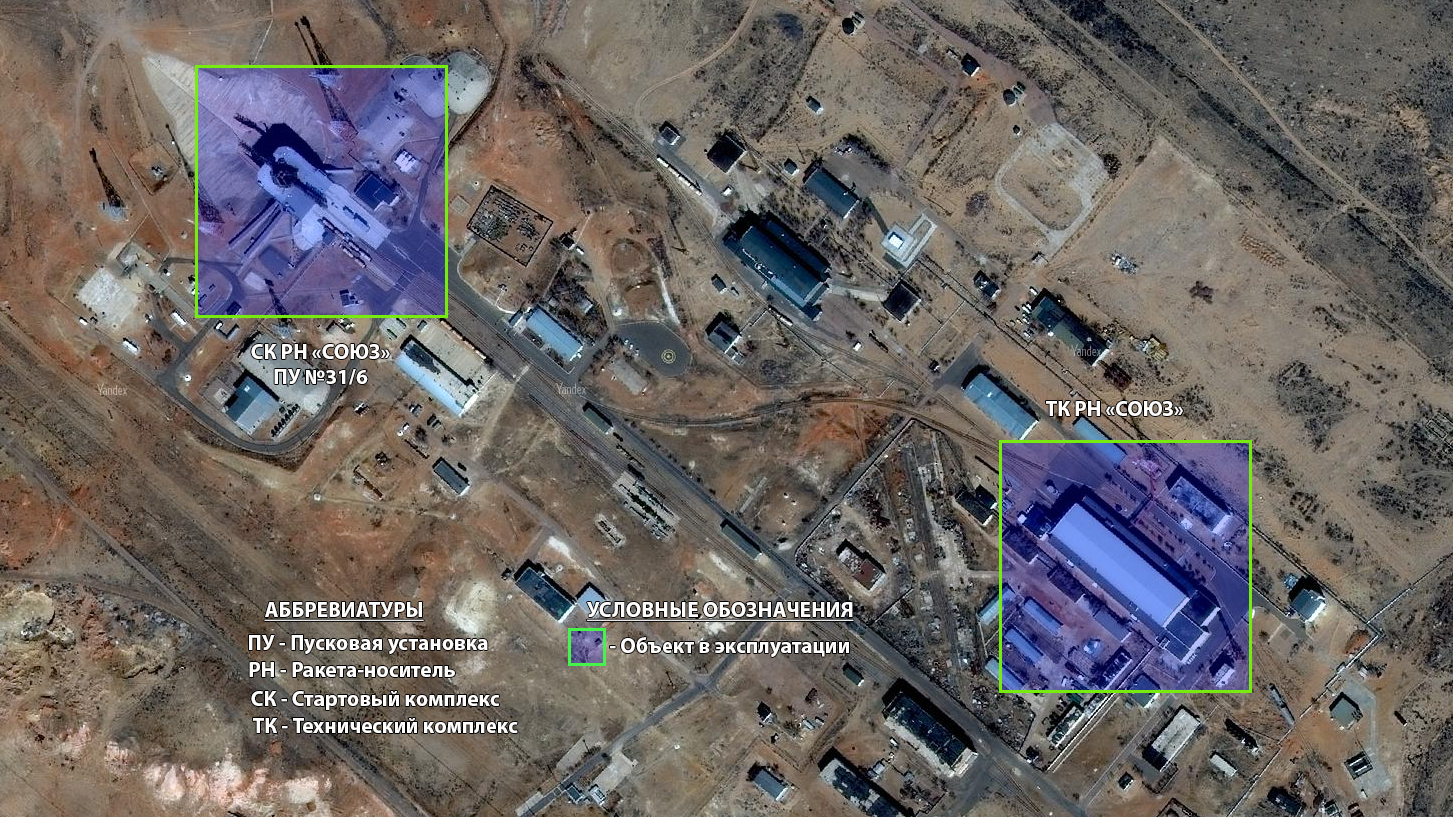 СК РН «СОЮЗ»
ПУ №31/6
Yandex
Yandex
Yandex
ТК РН «СОЮЗ»
АББРЕВИАТУРЫ
ПУ - Пусковая установка
РН - Ракета-носитель
СК - Стартовый комплекс
ТК - Технический комплекс
УСЛОВНЫЕ ОБОЗНАЧЕНИЯ
- Объект в эксплуатации